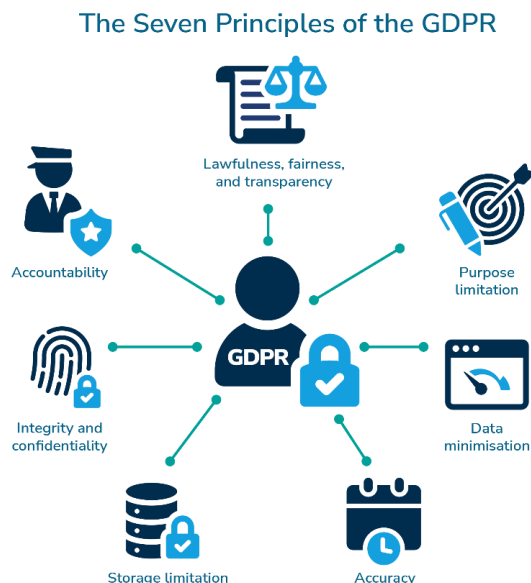 The Seven Principles of the GDPR
Lawfulness, fairness,
and transparency
Accountability
Purpose
limitation
GDPR
Integrity and
confidentiality
Data
minimisation
Storage limitation
Accuracy